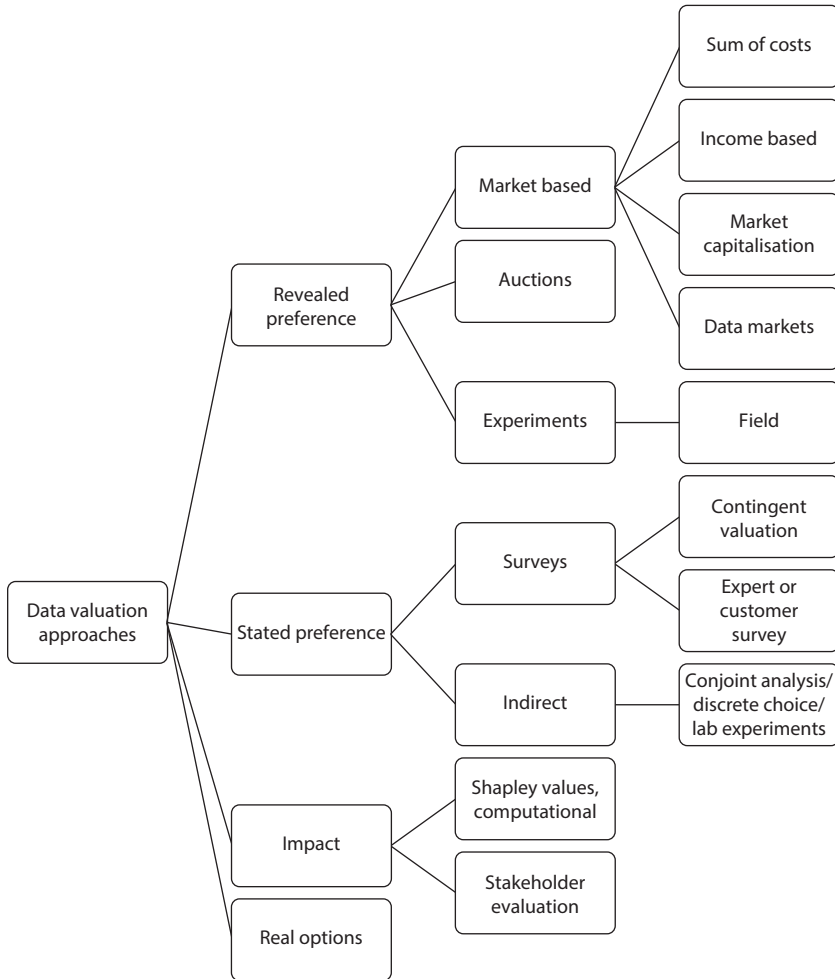 Sum of costs
Income based
Market based
Market
capitalisation
Auctions
Revealed
preference
Data markets
Experiments
Field
Contingent
valuation
Surveys
Data valuation
approaches
Stated preference
Expert or
customer
survey
Indirect
Conjoint analysis/
discrete choice/
lab experiments
Shapley values,
computational
Impact
Stakeholder
evaluation
Real options